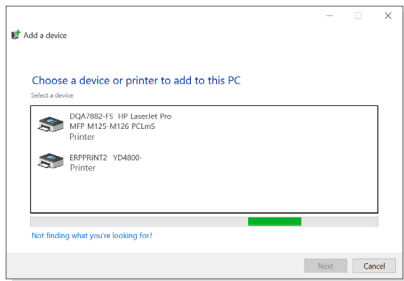 Add a device
Choose a device or printer to add to this PC
Select a device
DQA7882-FS HP LaserJet Pro
MFP M125-M126 PCLmS
Printer
ERPPRINT2 YD4800-
Printer
Not finding what you're looking for?
Next
Cancel